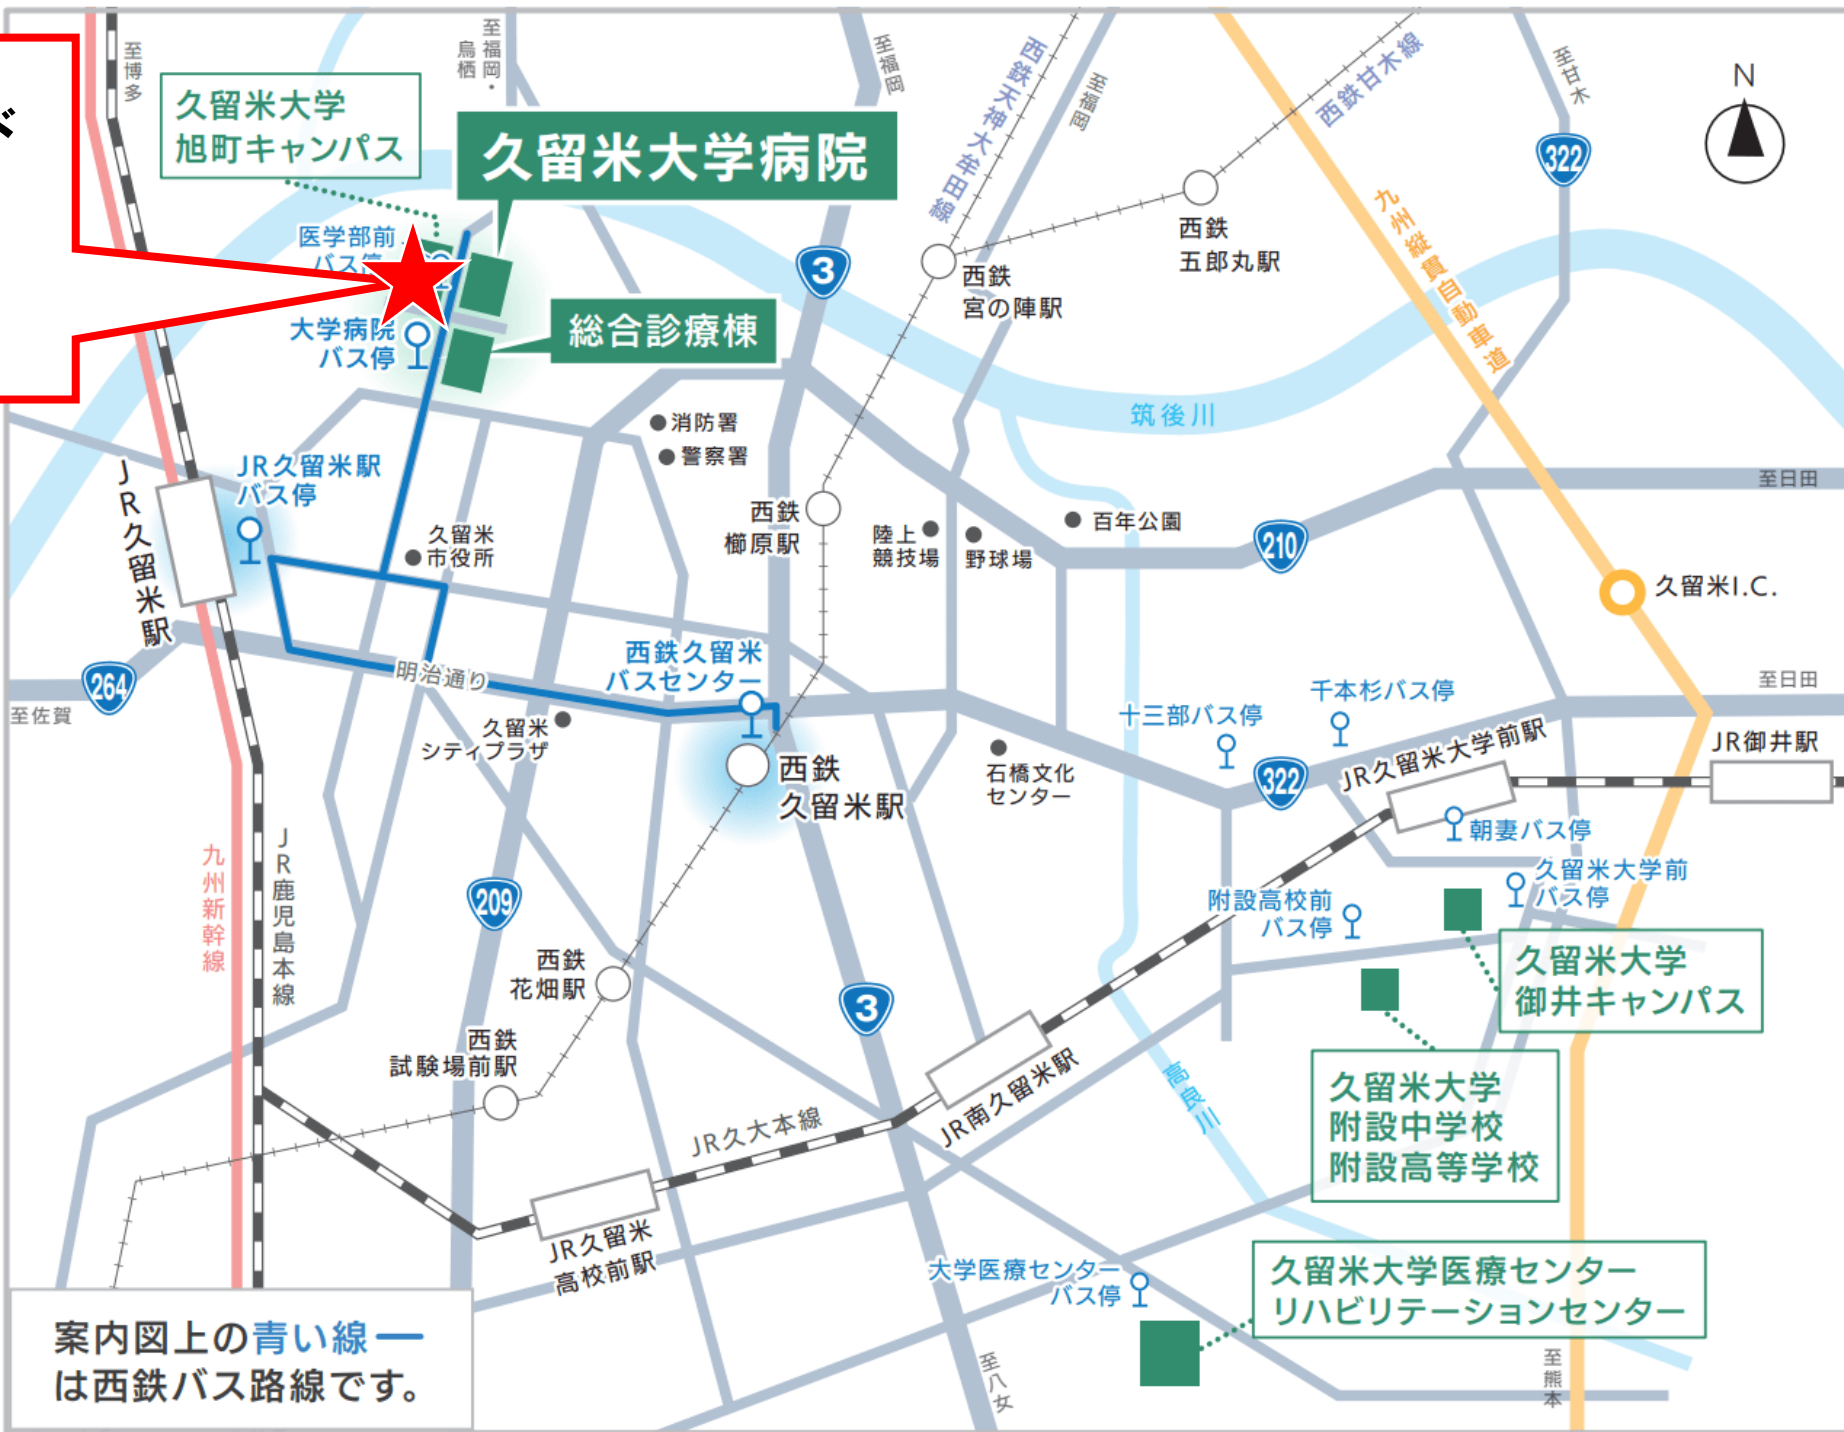 ド
至博多
至福岡・
鳥栖
至福岡
西鉄天神大牟田線
至福岡
西鉄甘木線
至甘木
N
322
久留米大学
旭町キャンパス
久留米大学病院
医学部前
バス停
大学病院
バス停
総合診療棟
3
西鉄
宮の陣駅
西鉄
五郎丸駅
九州縦貫自動車道
筑後川
消防署
警察署
JR久留米駅
バス停
JR久留米駅
久留米
市役所
西鉄
櫛原駅
陸上
競技場
野球場
百年公園
210
至日田
久留米I.C.
264
至佐賀
明治通り
西鉄久留米
バスセンター
久留米
シティプラザ
西鉄
久留米駅
石橋文化
センター
十三部バス停
千本杉バス停
至日田
322
JR久留米大学前駅
JR御井駅
朝妻バス停
久留米大学前
バス停
附設高校前
バス停
九州新幹線
JR鹿児島本線
209
西鉄
花畑駅
3
久留米大学
御井キャンパス
西鉄
試験場前駅
JR久大本線
JR南久留米駅
高良川
久留米大学
附設中学校
附設高等学校
JR久留米
高校前駅
大学医療センター
バス停
久留米大学医療センター
リハビリテーションセンター
至八女
至熊本
案内図上の青い線
は西鉄バス路線です。